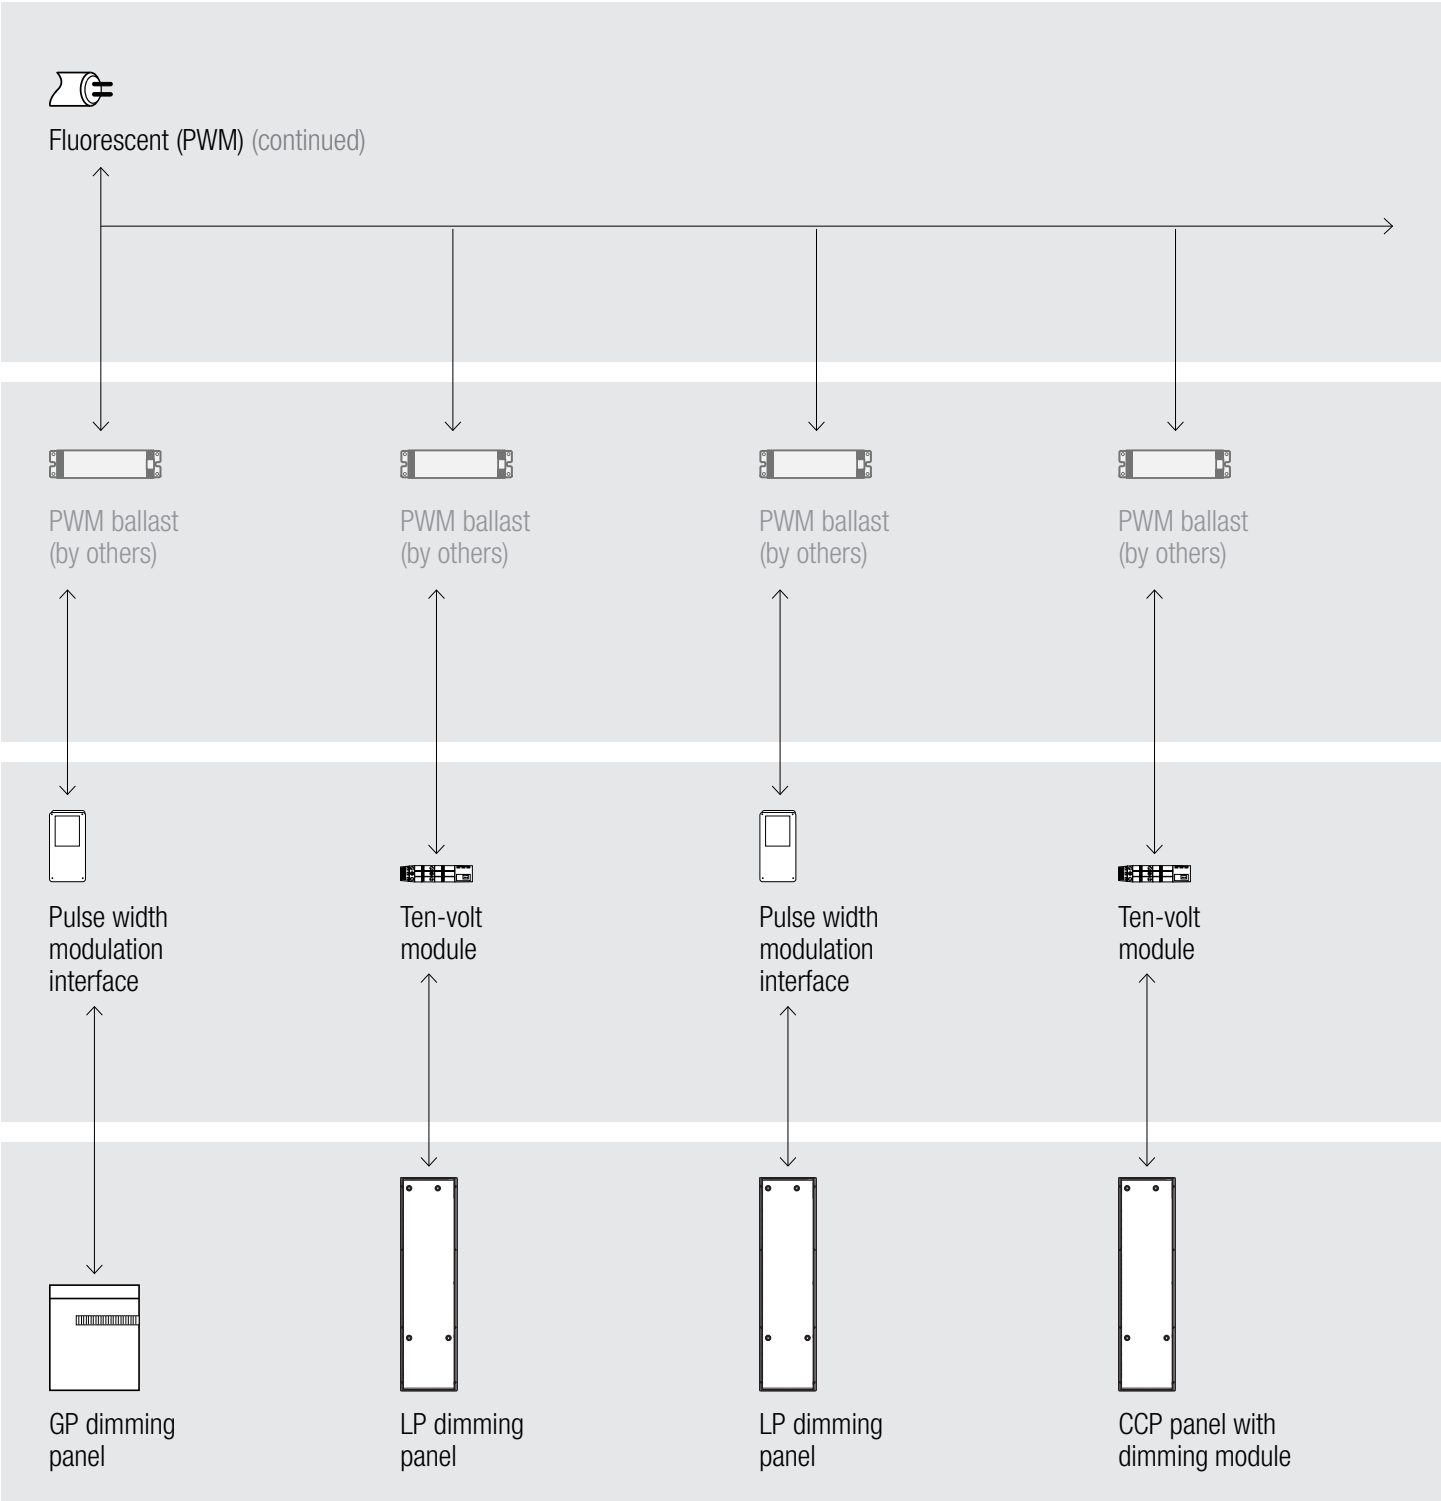 Fluorescent (PWM) (continued)
PWM ballast
(by others)
PWM ballast
(by others)
PWM ballast
(by others)
PWM ballast
(by others)
Pulse width
modulation
interface
Ten-volt
module
Pulse width
modulation
interface
Ten-volt
module
GP dimming
panel
LP dimming
panel
LP dimming
panel
CCP panel with
dimming module